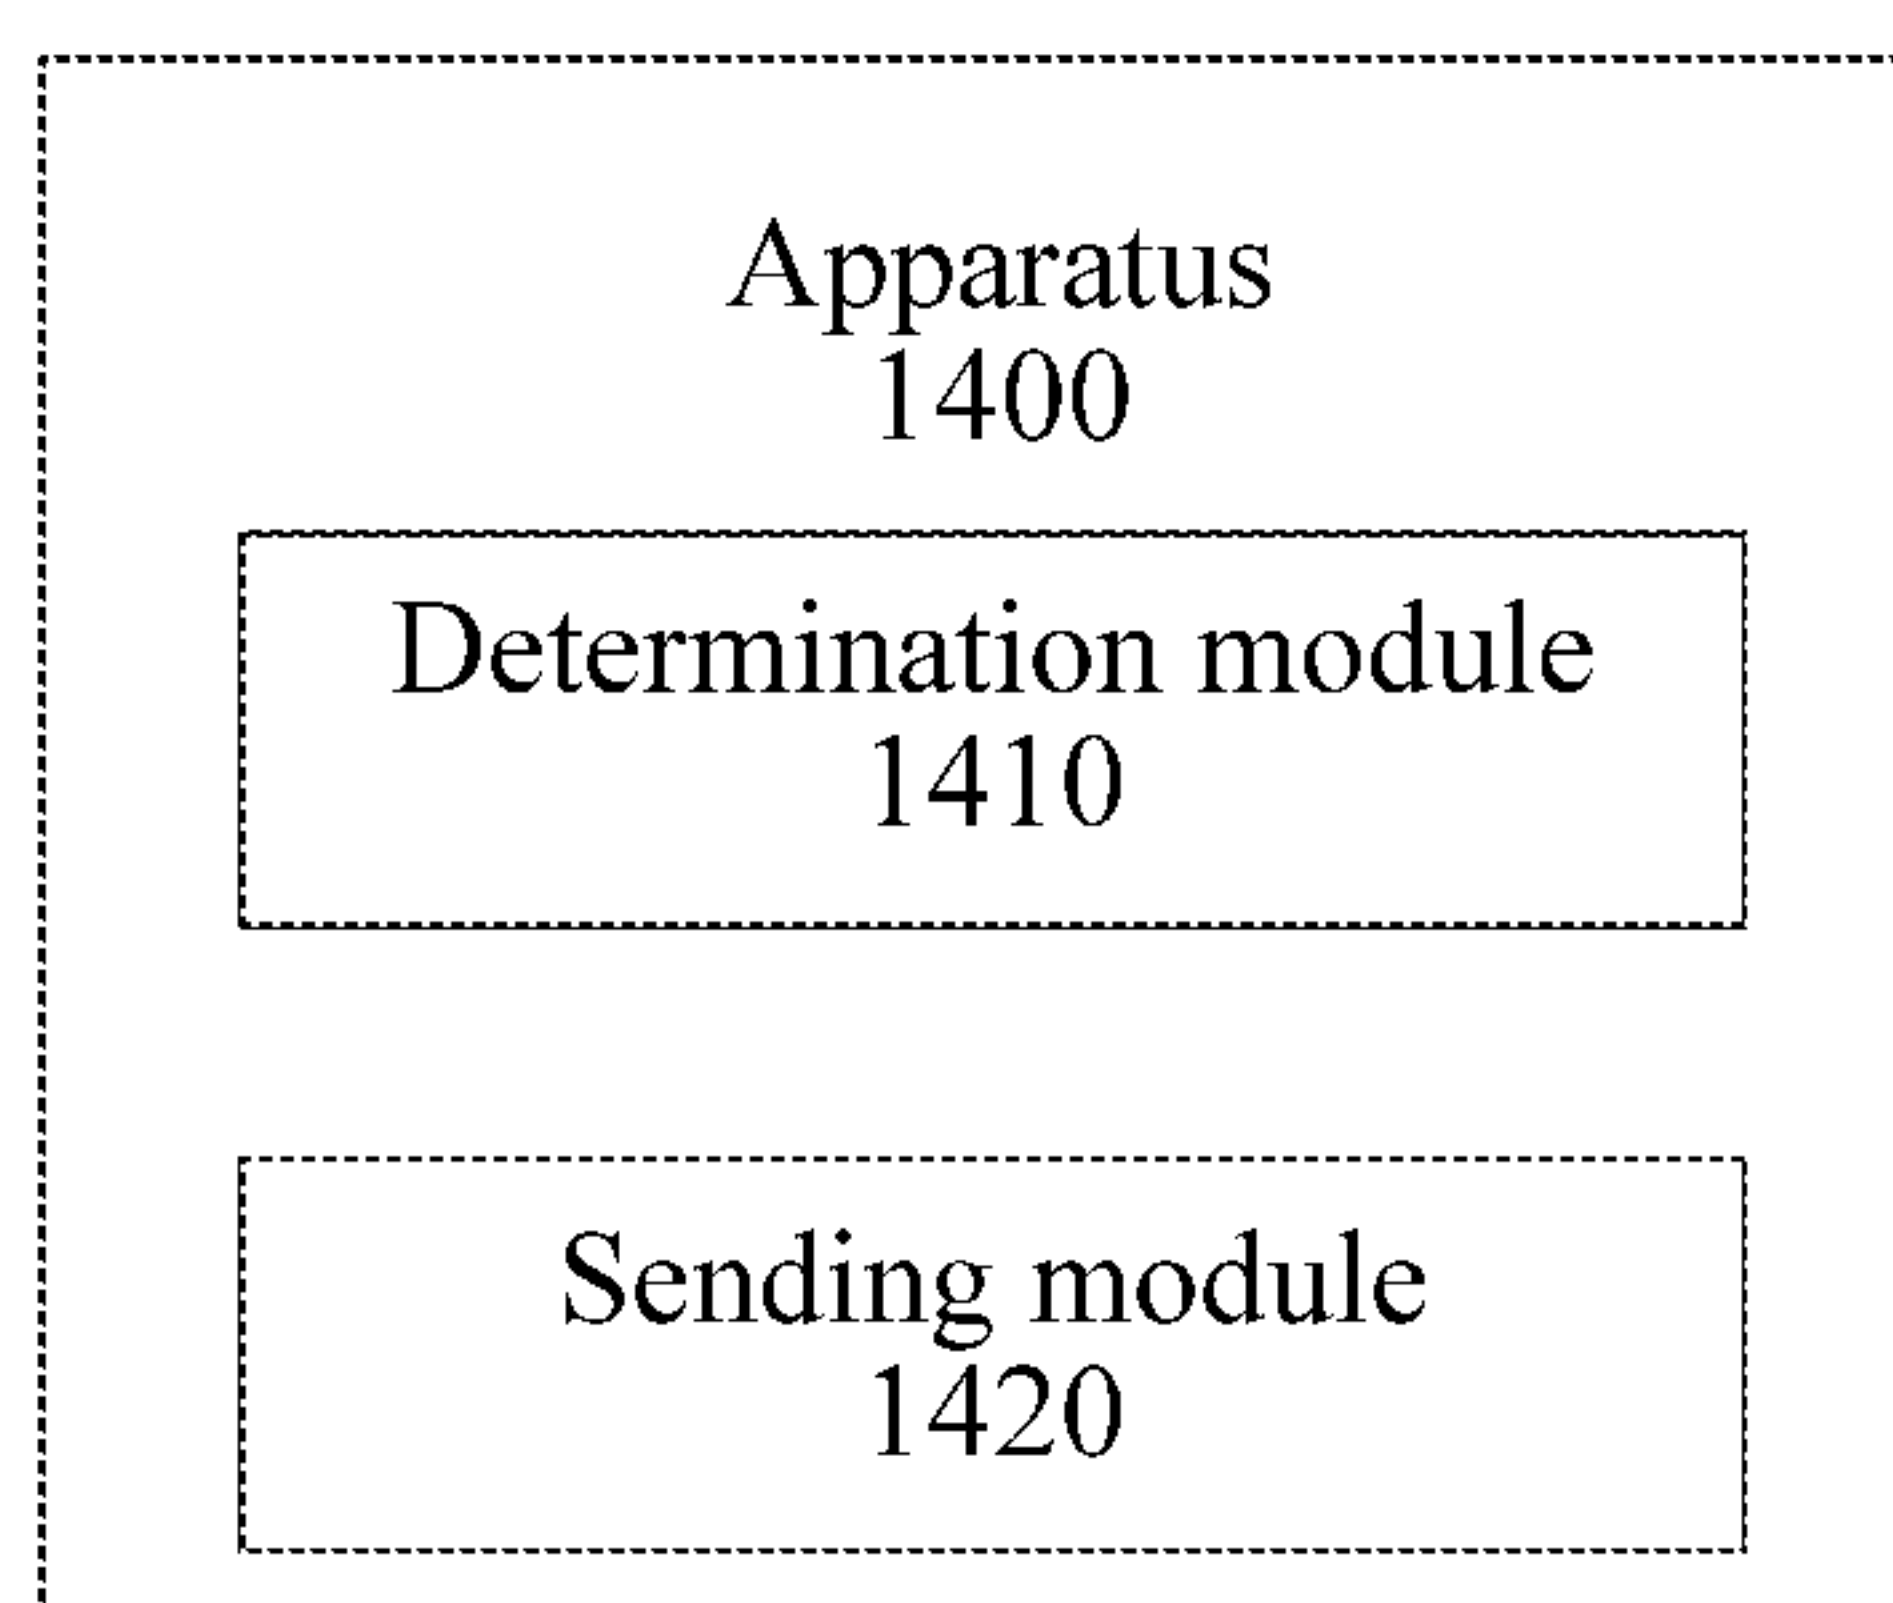 Apparatus
1400
Determination module
1410
Sending module
1420